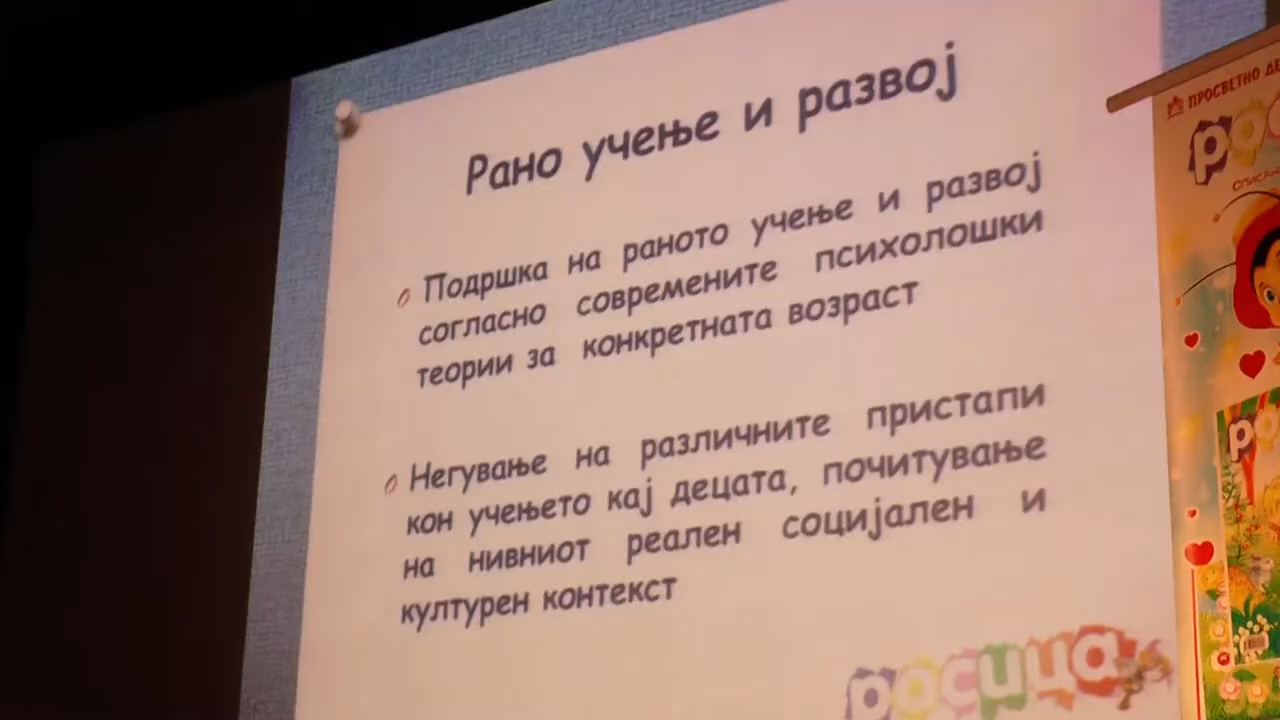 Рано учење и развој
Подршка на раното учење и развој
согласно современите психолошки
теории за конкретната возраст
Негување на различните пристапи
кон учењето кај децата, почитување
на нивниот реален социјален и
културен контекст
росица
ПРОСВЕТНО